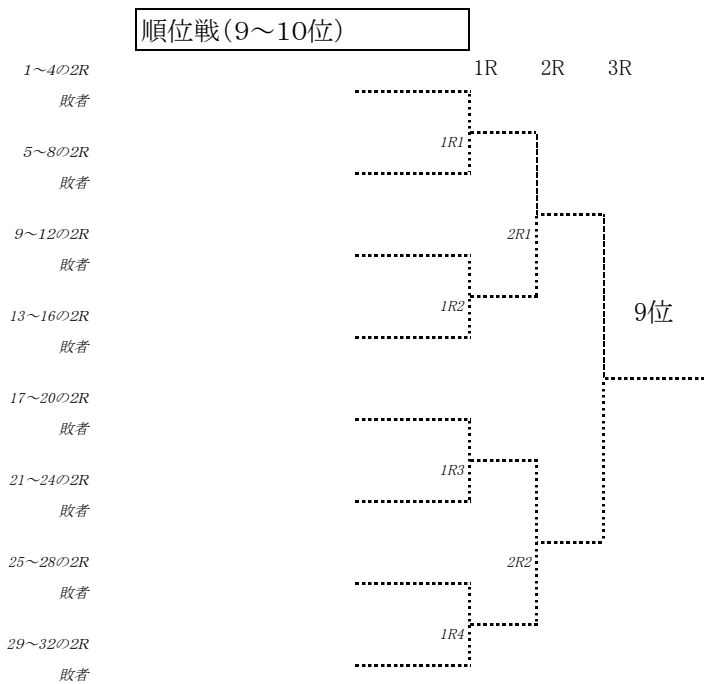 順位戦（9～10位）
1R 2R 3R
1～4の2R
敗者
1R1
5～8の2R
敗者
9～12の2R
2R1
敗者
1R2
9位
13～16の2R
敗者
17～20の2R
敗者
1R3
21～24の2R
敗者
25～28の2R
2R2
敗者
1R4
29～32の2R
敗者